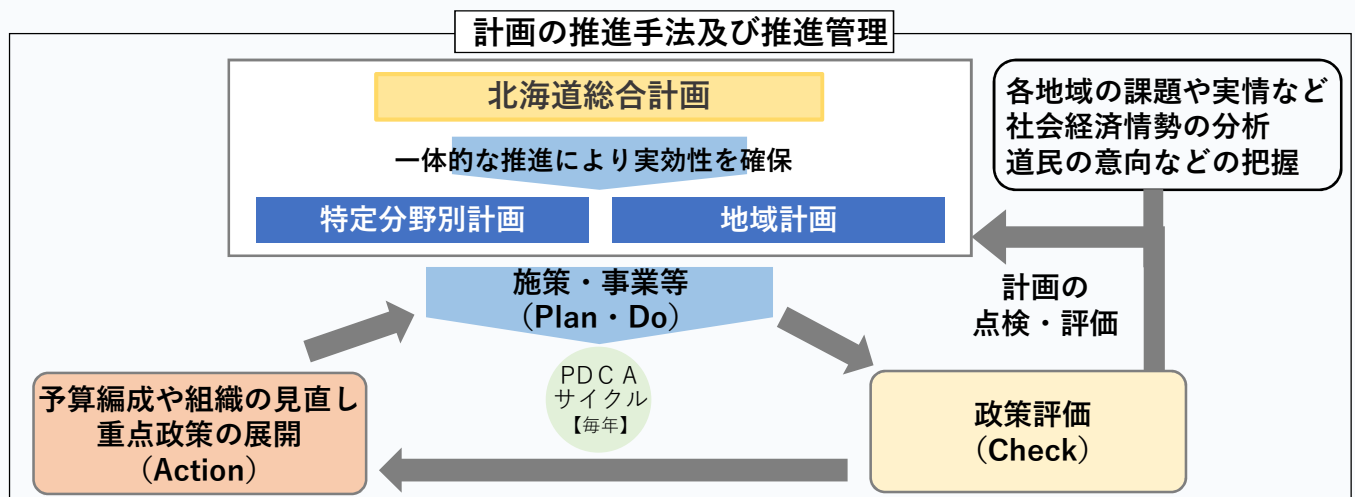 計画の推進手法及び推進管理
北海道総合計画
一体的な推進により実効性を確保
特定分野別計画
地域計画
各地域の課題や実情など
社会経済情勢の分析
道民の意向などの把握
計画の
点検・評価
施策・事業等
（Plan・Do）
PDCA
サイクル
【毎年】
予算編成や組織の見直し
重点政策の展開
（Action）
政策評価
（Check）